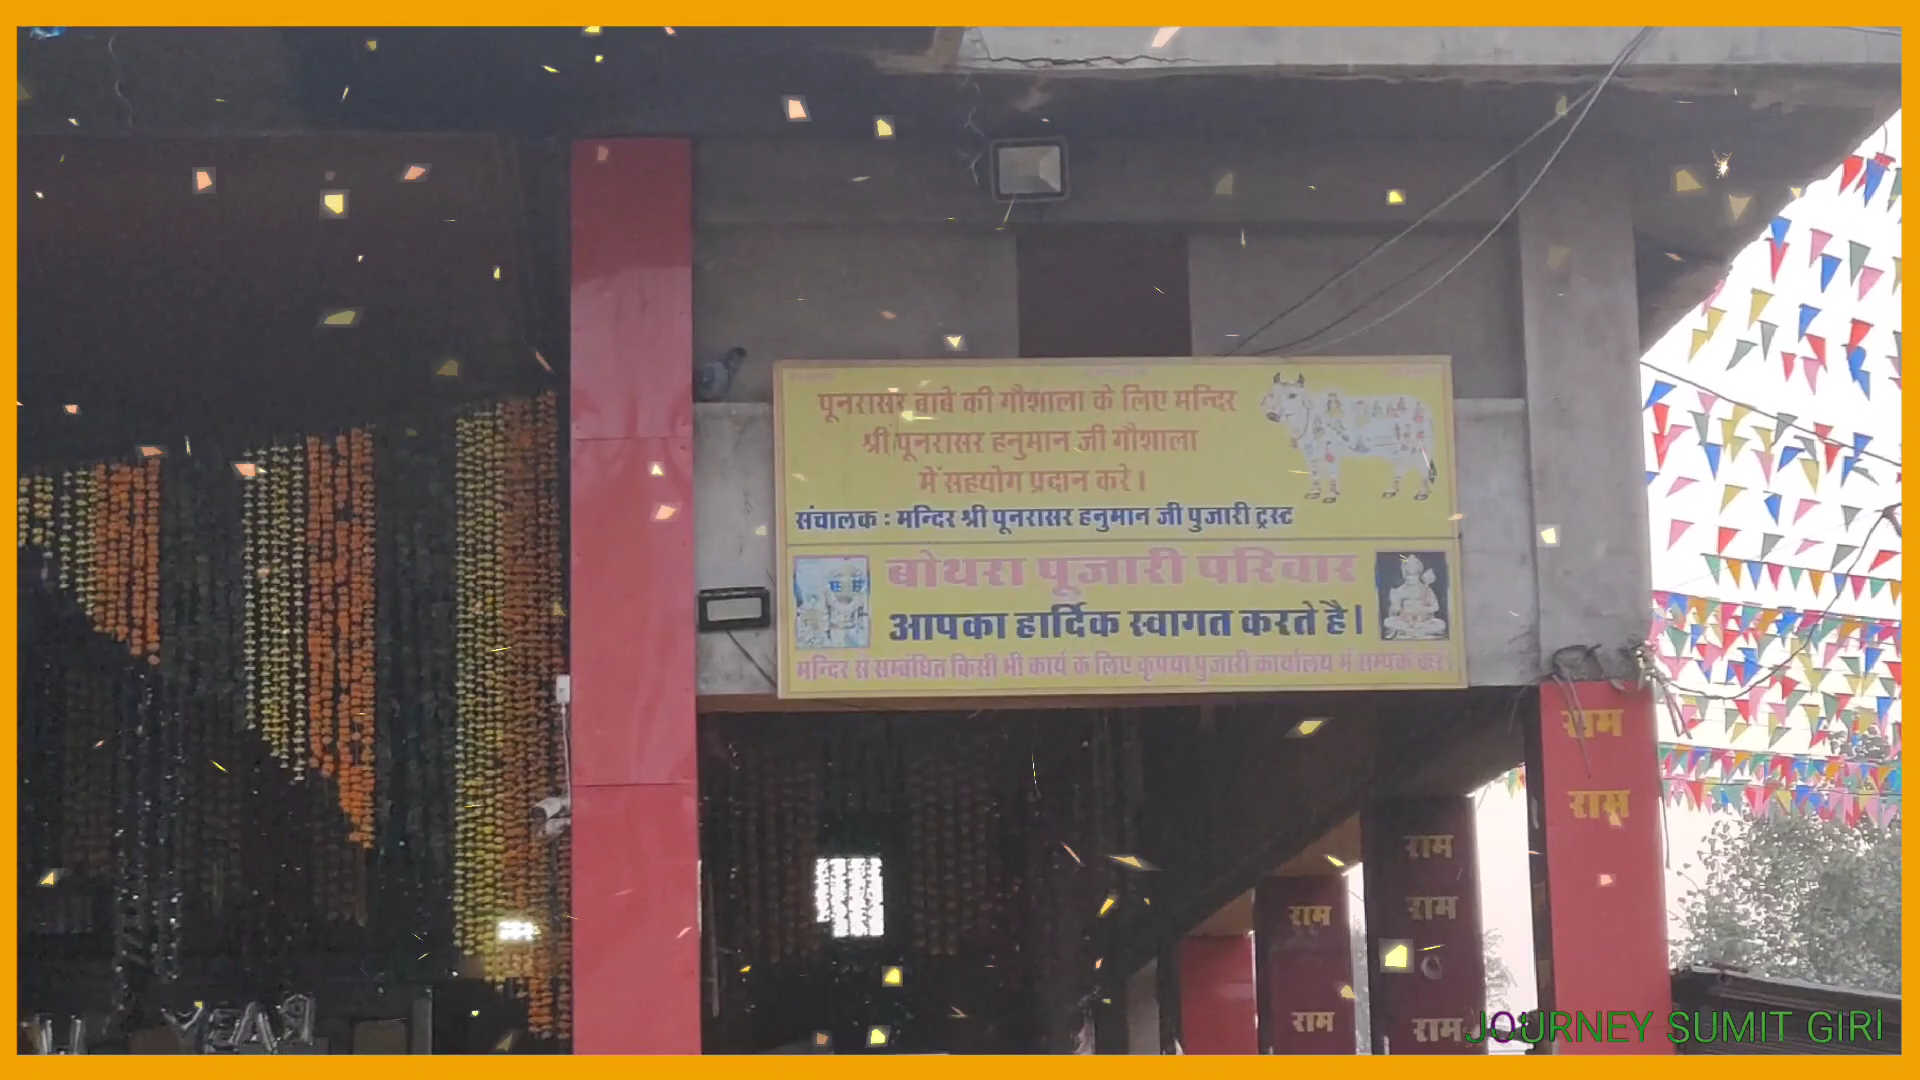 पूनरासर बाबे की गौशाला के लिए मन्दिर
श्री पूनरासर हनुमान जी गौशाला
में सहयोग प्रदान करे।
संचालक : मन्दिर श्री पूनरासर हनुमान जी पुजारी ट्रस्ट
बोथरा पूजारी परिवार
आपका हार्दिक स्वागत करते है।
मन्दिर से सम्बंधित किसी भी कार्य के लिए कृपया पुजारी कार्यालय में सम्पर्क करें।
राम
राम
राम
राम
राम
राम
राम
YEAR
JOURNEY SUMIT GIRI